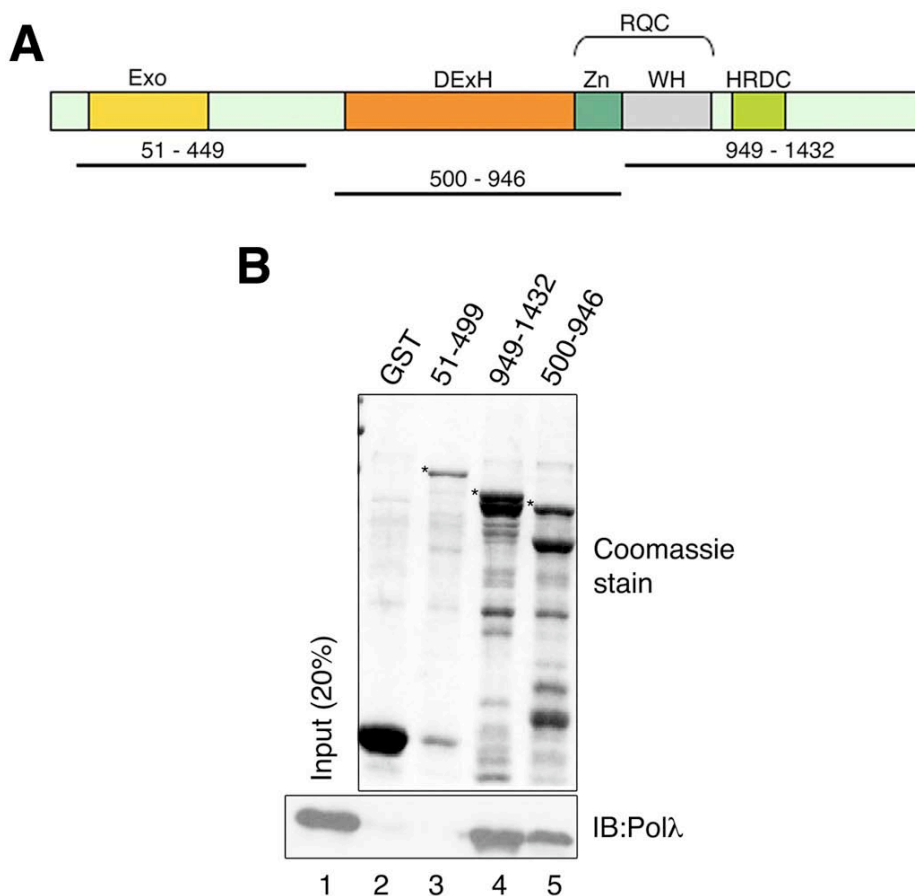 A
RQC
Exo DExH Zn WH HRDC
51 - 449 949 - 1432
500 - 946
B
GST
51-499
949-1432
500-946
*
*
*
Coomassie
stain
Input (20%)
IB:Polλ
1 2 3 4 5